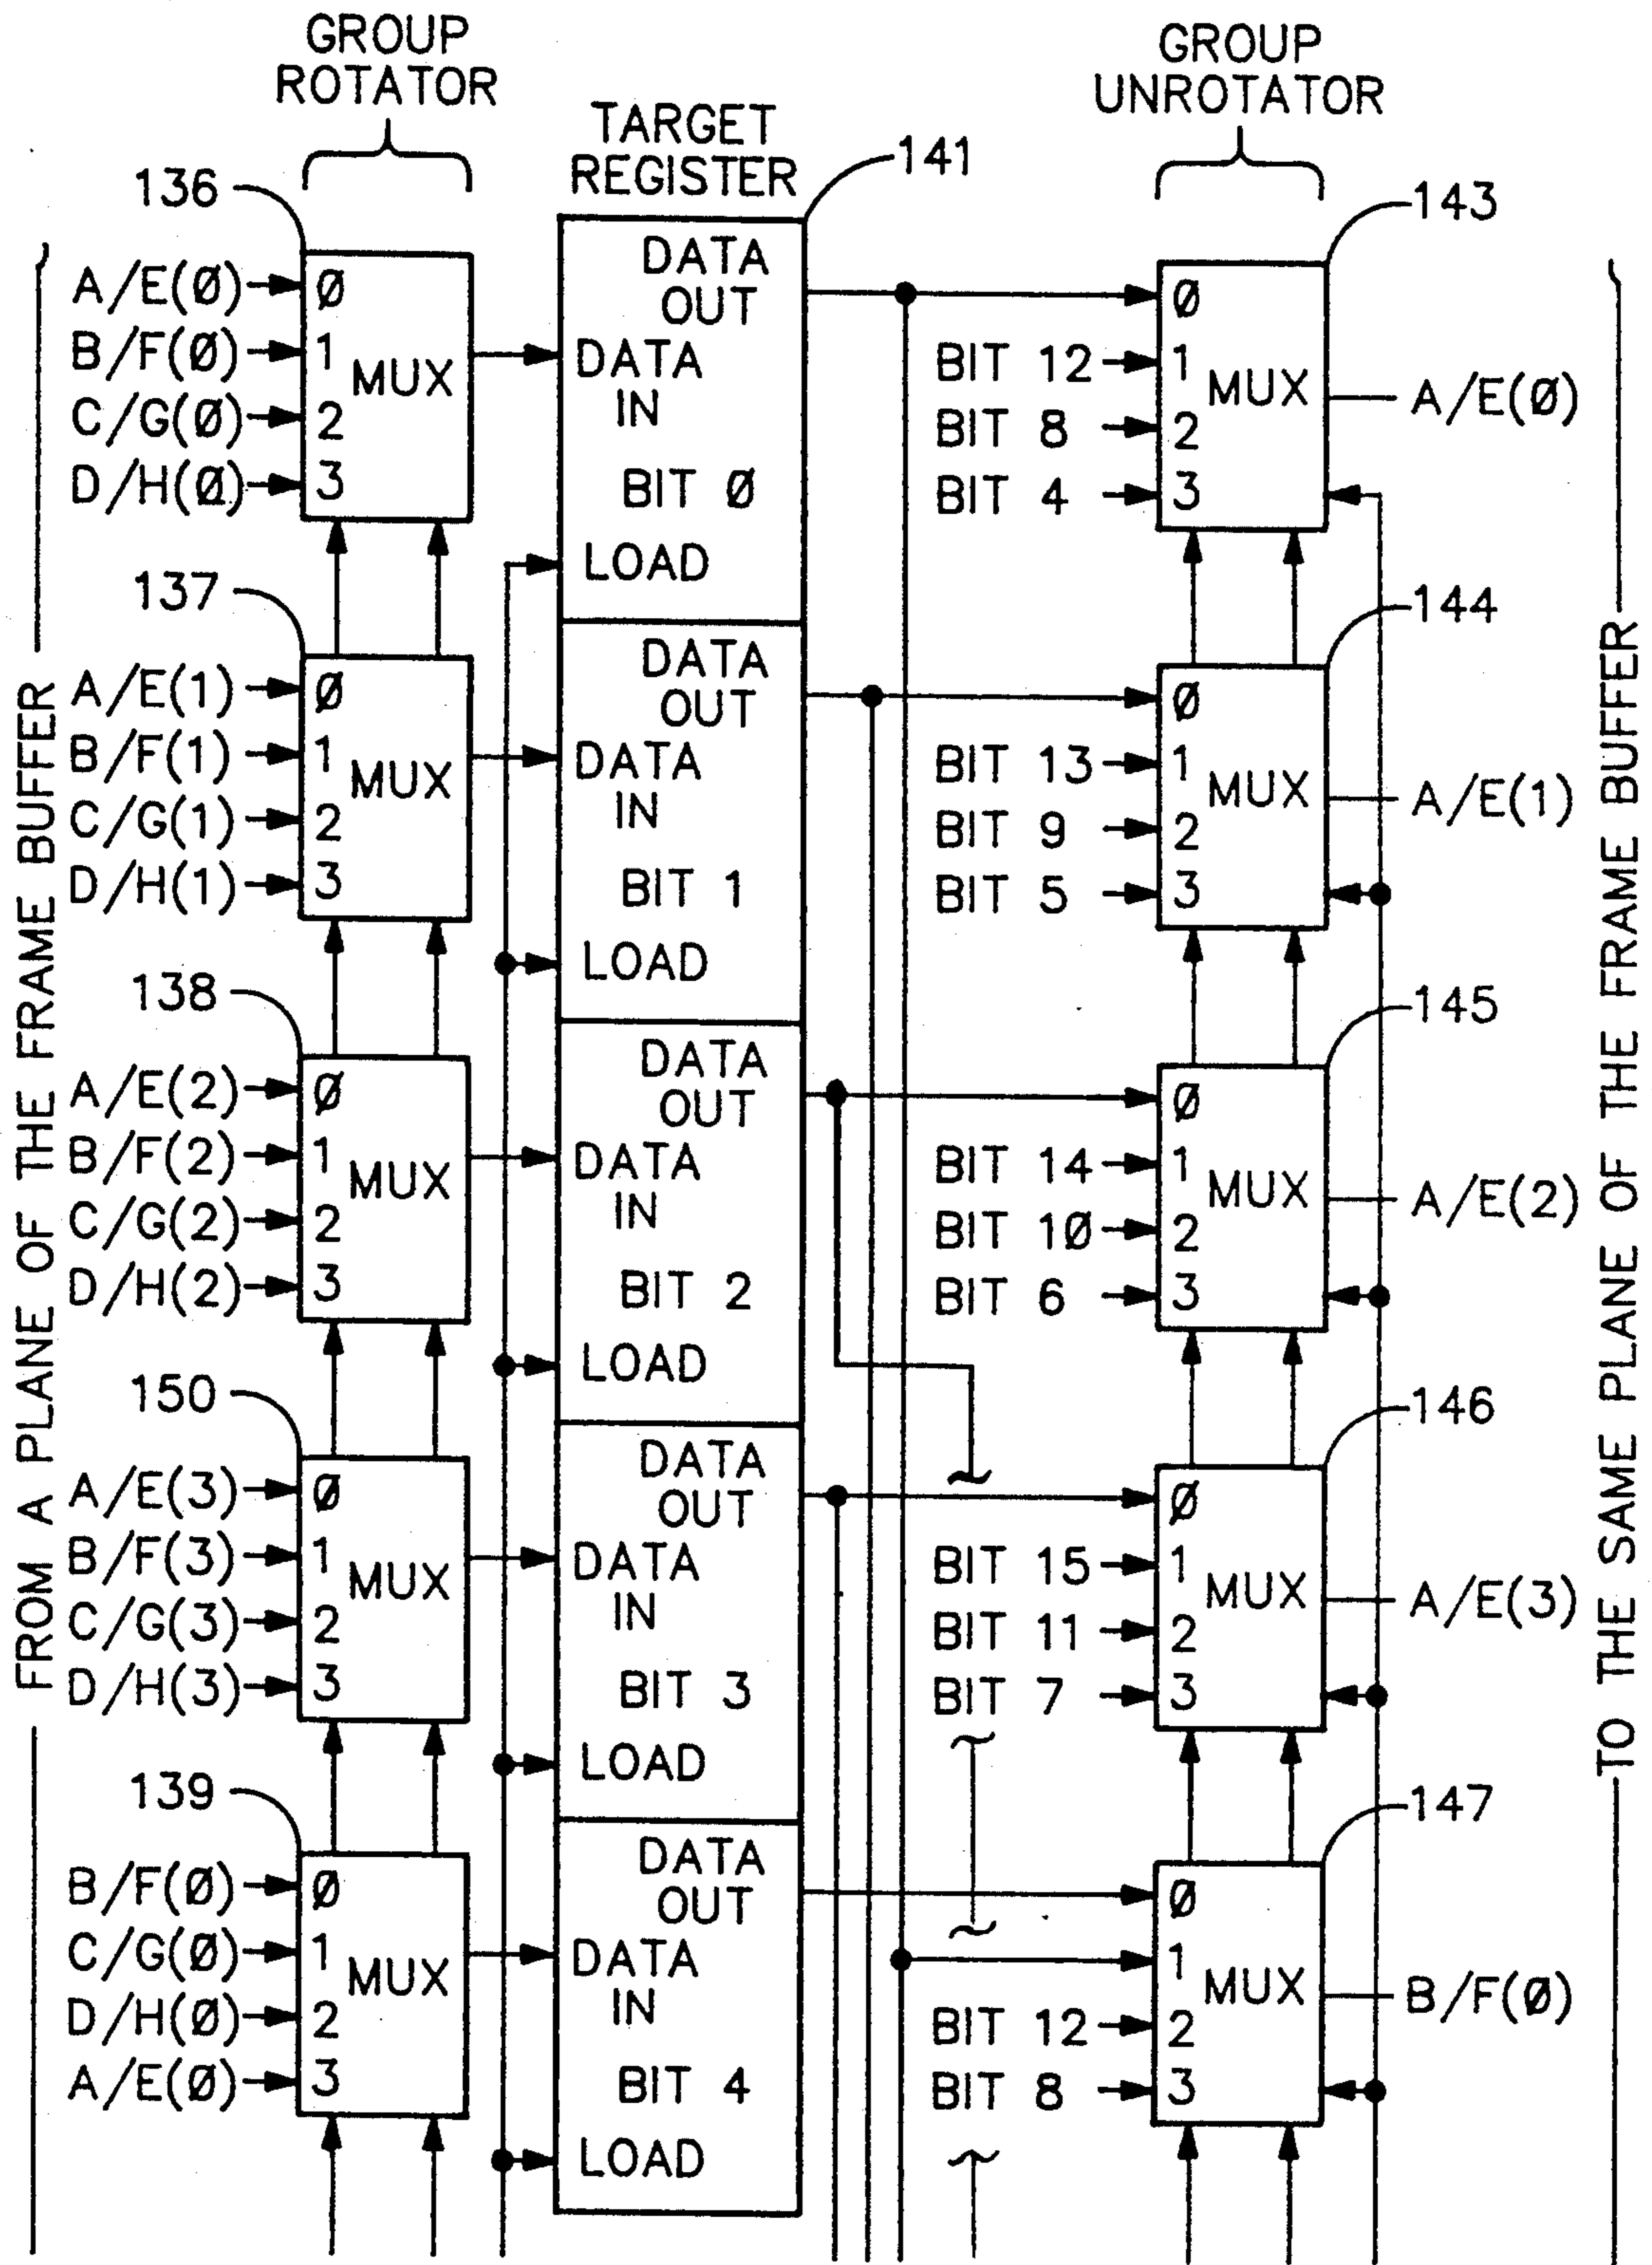 GROUP
ROTATOR
TARGET
REGISTER
141
GROUP
UNROTATOR
FROM A PLANE OF THE FRAME BUFFER
TO THE SAME PLANE OF THE FRAME BUFFER
136
A/E(Ø)
B/F(Ø)
C/G(Ø)
D/H(Ø)
Ø
1
2
3
MUX
DATA
OUT
DATA
IN
BIT Ø
LOAD
143
BIT 12
BIT 8
BIT 4
Ø
1
2
3
MUX
A/E(Ø)
137
A/E(1)
B/F(1)
C/G(1)
D/H(1)
Ø
1
2
3
MUX
DATA
OUT
DATA
IN
BIT 1
LOAD
144
BIT 13
BIT 9
BIT 5
Ø
1
2
3
MUX
A/E(1)
138
A/E(2)
B/F(2)
C/G(2)
D/H(2)
Ø
1
2
3
MUX
DATA
OUT
DATA
IN
BIT 2
LOAD
145
BIT 14
BIT 1Ø
BIT 6
Ø
1
2
3
MUX
A/E(2)
150
A/E(3)
B/F(3)
C/G(3)
D/H(3)
Ø
1
2
3
MUX
DATA
OUT
DATA
IN
BIT 3
LOAD
146
BIT 15
BIT 11
BIT 7
Ø
1
2
3
MUX
A/E(3)
139
B/F(Ø)
C/G(Ø)
D/H(Ø)
A/E(Ø)
Ø
1
2
3
MUX
DATA
OUT
DATA
IN
BIT 4
LOAD
147
BIT 12
BIT 8
Ø
1
2
3
MUX
B/F(Ø)